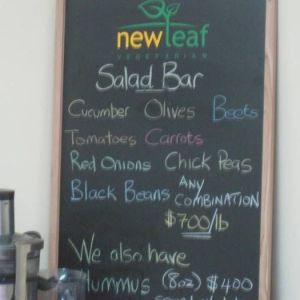 new leaf
VEGETARIAN
Salad Bar
Cucumber Olives Beets
Tomatoes Carrots
Red Onions Chick Peas
Black Beans ANY COMBINATION
$7.00/lb
We also have
Hummus (8oz) $4.00